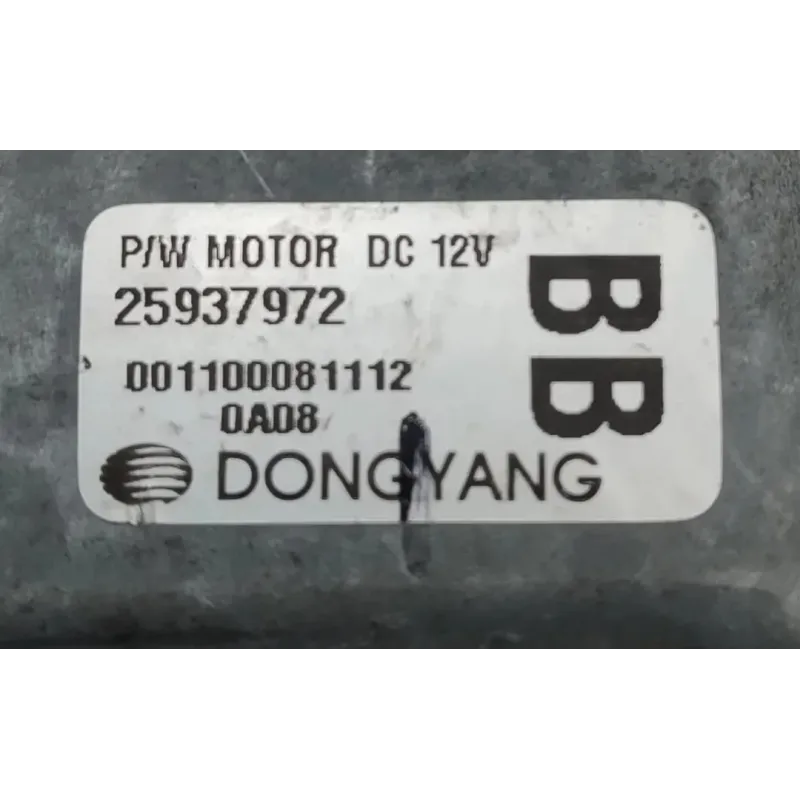 P/W MOTOR DC 12V
25937972
001100081112
0A08
DONGYANG
BB